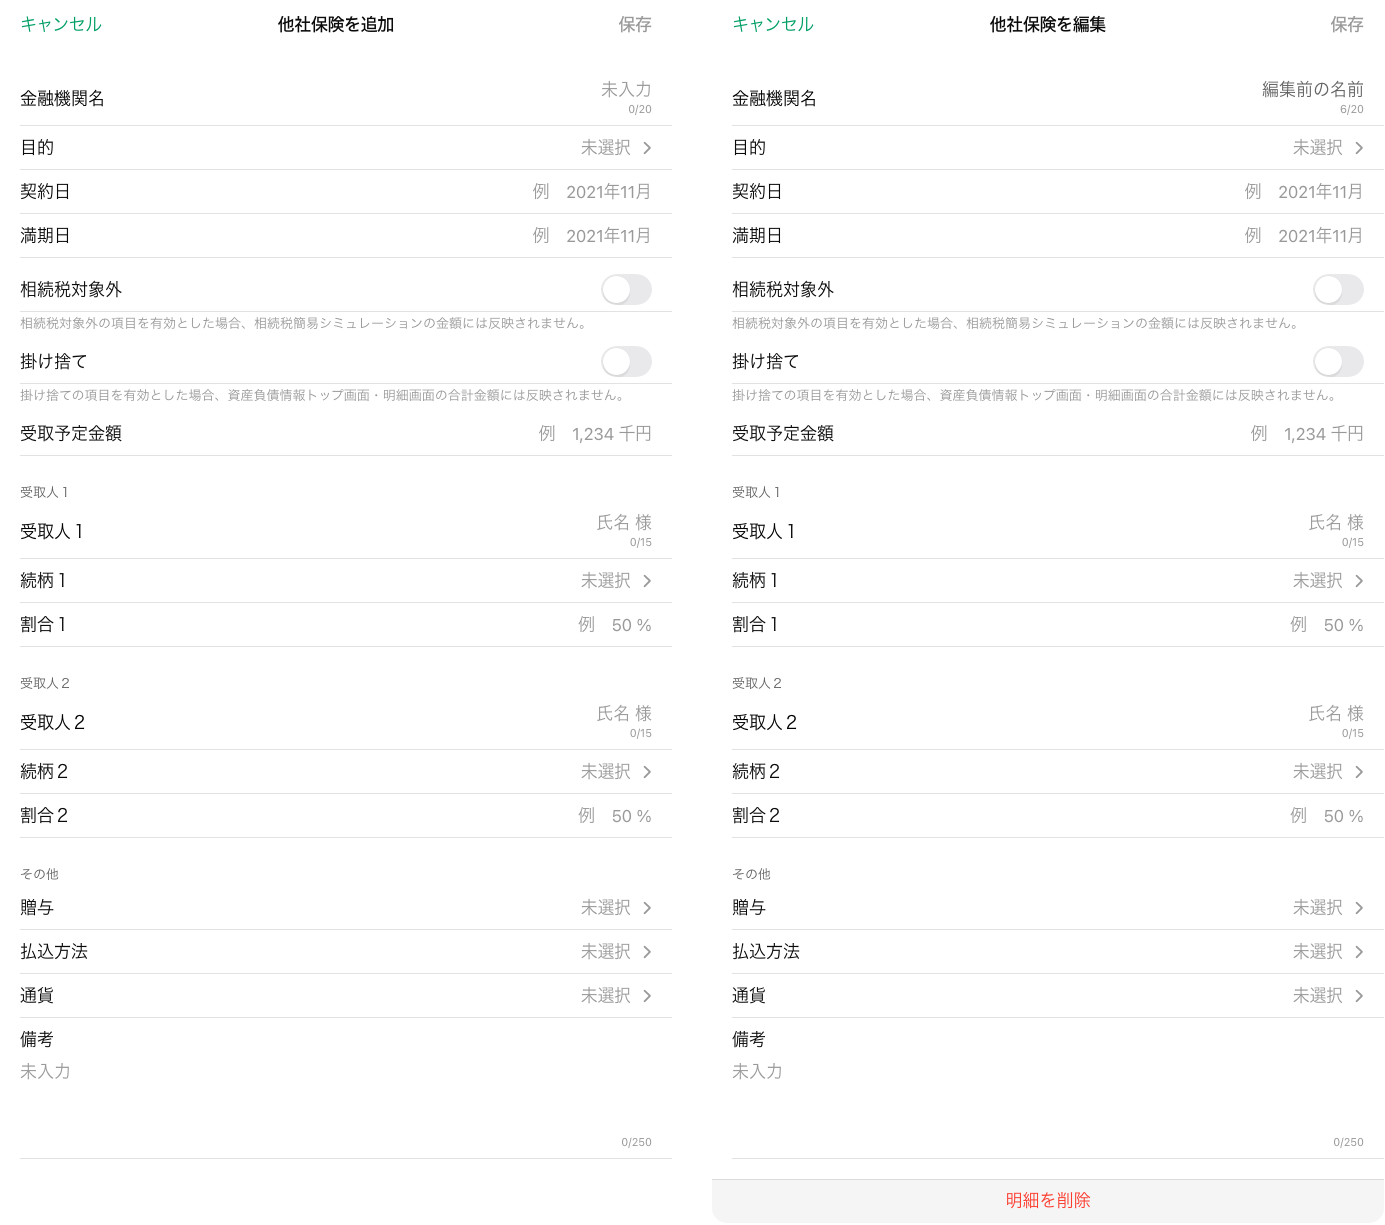 キャンセル 他社保険を追加 保存
金融機関名 未入力
0/20
目的 未選択
契約日 例　2021年11月
満期日 例　2021年11月
相続税対象外
相続税対象外の項目を有効とした場合、相続税簡易シミュレーションの金額には反映されません。
掛け捨て
掛け捨ての項目を有効とした場合、資産負債情報トップ画面・明細画面の合計金額には反映されません。
受取予定金額 例　1,234 千円
受取人１
受取人１ 氏名 様
0/15
続柄１ 未選択
割合１ 例　50 %
受取人２
受取人２ 氏名 様
0/15
続柄２ 未選択
割合２ 例　50 %
その他
贈与 未選択
払込方法 未選択
通貨 未選択
備考
未入力
0/250
キャンセル 他社保険を編集 保存
金融機関名 編集前の名前
6/20
目的 未選択
契約日 例　2021年11月
満期日 例　2021年11月
相続税対象外
相続税対象外の項目を有効とした場合、相続税簡易シミュレーションの金額には反映されません。
掛け捨て
掛け捨ての項目を有効とした場合、資産負債情報トップ画面・明細画面の合計金額には反映されません。
受取予定金額 例　1,234 千円
受取人１
受取人１ 氏名 様
0/15
続柄１ 未選択
割合１ 例　50 %
受取人２
受取人２ 氏名 様
0/15
続柄２ 未選択
割合２ 例　50 %
その他
贈与 未選択
払込方法 未選択
通貨 未選択
備考
未入力
0/250
明細を削除